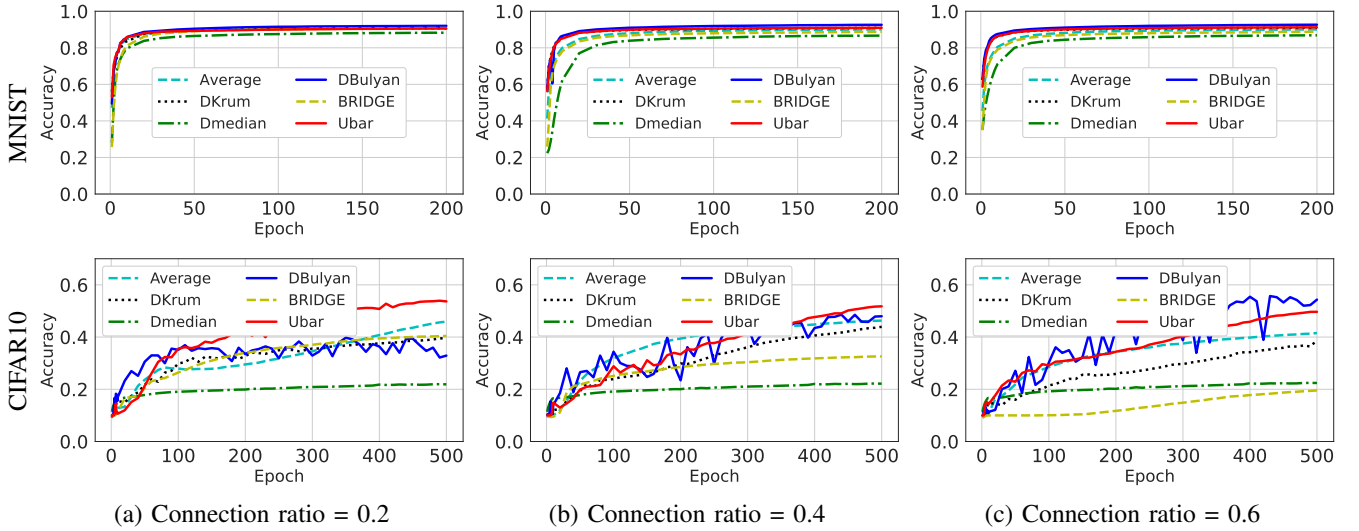 MNIST
Accuracy
1.0
0.8
0.6
0.4
0.2
0.0
Average
DKrum
Dmedian
DBulyan
BRIDGE
Ubar
0 50 100 150 200
Epoch
Accuracy
1.0
0.8
0.6
0.4
0.2
0.0
Average
DKrum
Dmedian
DBulyan
BRIDGE
Ubar
0 50 100 150 200
Epoch
Accuracy
1.0
0.8
0.6
0.4
0.2
0.0
Average
DKrum
Dmedian
DBulyan
BRIDGE
Ubar
0 50 100 150 200
Epoch
CIFAR10
Accuracy
0.6
0.4
0.2
0.0
Average
DKrum
Dmedian
DBulyan
BRIDGE
Ubar
0 100 200 300 400 500
Epoch
Accuracy
0.6
0.4
0.2
0.0
Average
DKrum
Dmedian
DBulyan
BRIDGE
Ubar
0 100 200 300 400 500
Epoch
Accuracy
0.6
0.4
0.2
0.0
Average
DKrum
Dmedian
DBulyan
BRIDGE
Ubar
0 100 200 300 400 500
Epoch
(a) Connection ratio = 0.2
(b) Connection ratio = 0.4
(c) Connection ratio = 0.6